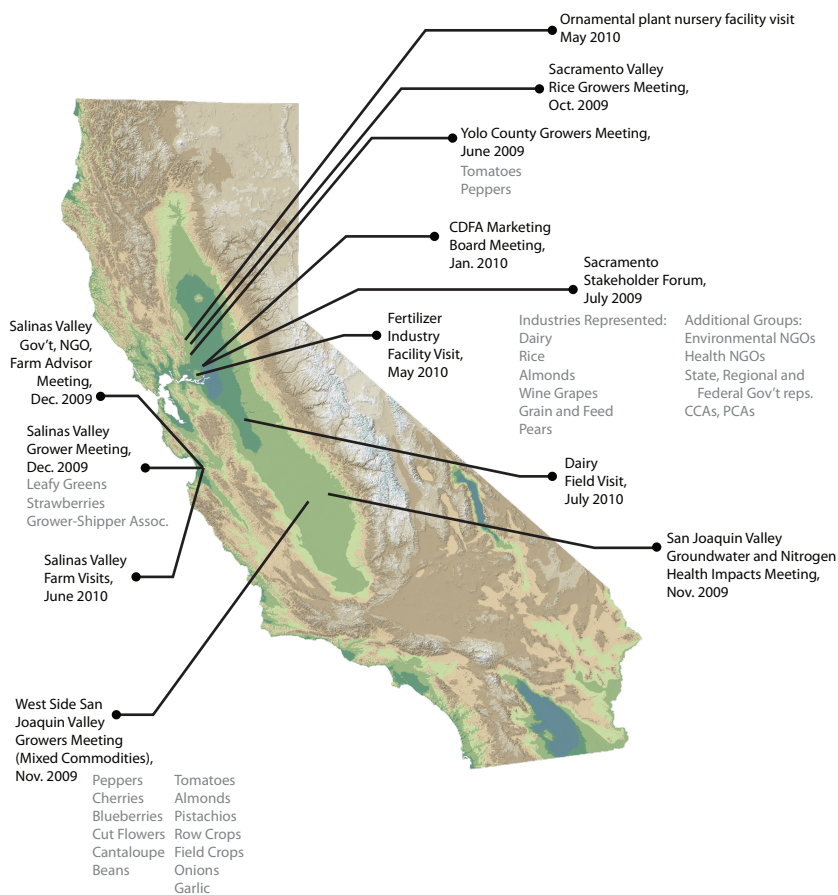 Ornamental plant nursery facility visit
May 2010
Sacramento Valley
Rice Growers Meeting,
Oct. 2009
Yolo County Growers Meeting,
June 2009
Tomatoes
Peppers
CDFA Marketing
Board Meeting,
Jan. 2010
Sacramento
Stakeholder Forum,
July 2009
Industries Represented:
Dairy
Rice
Almonds
Wine Grapes
Grain and Feed
Pears
Additional Groups:
Environmental NGOs
Health NGOs
State, Regional and
Federal Gov't reps.
CCAs, PCAs
Fertilizer
Industry
Facility Visit,
May 2010
Salinas Valley
Gov't, NGO,
Farm Advisor
Meeting,
Dec. 2009
Salinas Valley
Grower Meeting,
Dec. 2009
Leafy Greens
Strawberries
Grower-Shipper Assoc.
Dairy
Field Visit,
July 2010
San Joaquin Valley
Groundwater and Nitrogen
Health Impacts Meeting,
Nov. 2009
Salinas Valley
Farm Visits,
June 2010
West Side San
Joaquin Valley
Growers Meeting
(Mixed Commodities),
Nov. 2009
Peppers
Cherries
Blueberries
Cut Flowers
Cantaloupe
Beans
Tomatoes
Almonds
Pistachios
Row Crops
Field Crops
Onions
Garlic